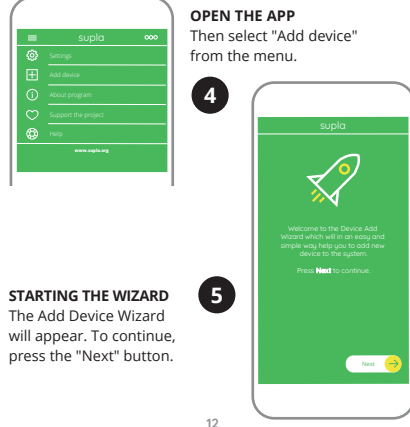 OPEN THE APP
Then select "Add device"
from the menu.
supla
Settings
Add device
About program
Support the project
Help
www.supla.org
4
supla
Welcome to the Device Add
Wizard which will in an easy and
simple way help you to add new
device to the system.
Press Next to continue.
Next
STARTING THE WIZARD
The Add Device Wizard
will appear. To continue,
press the "Next" button.
5
12